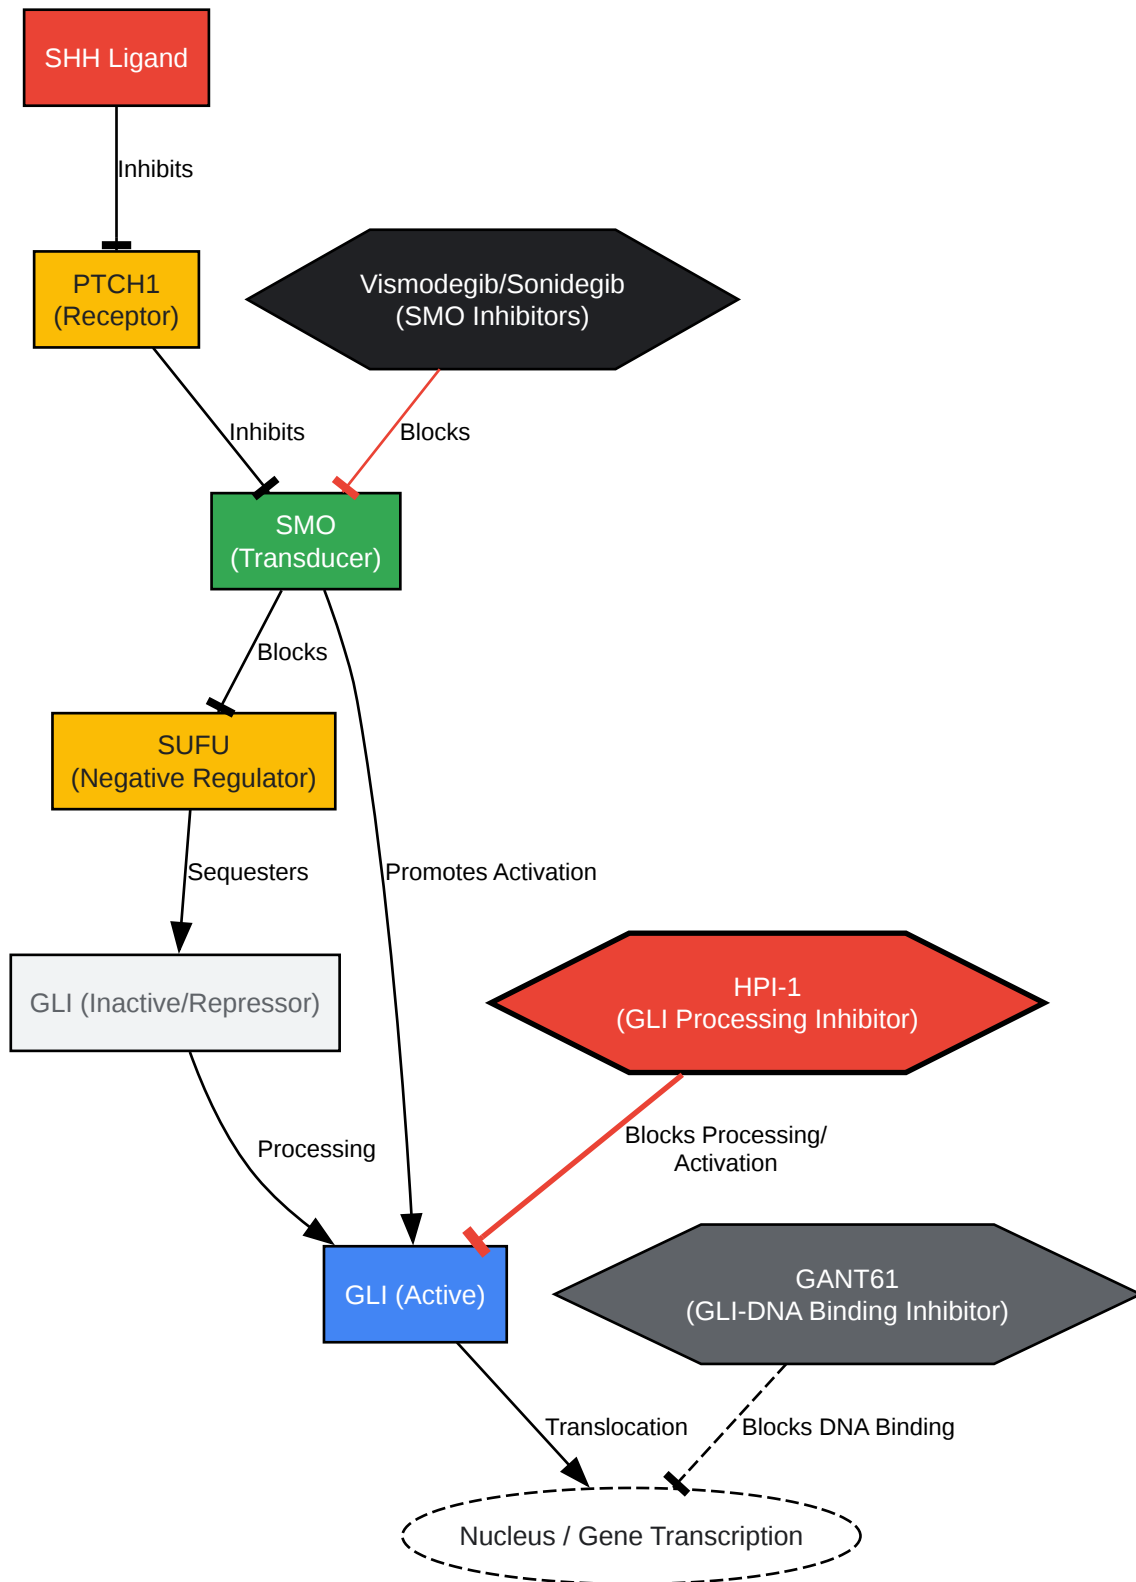 SHH Ligand
Inhibits
PTCH1
(Receptor)
Vismodegib/Sonidegib
(SMO Inhibitors)
Inhibits
Blocks
SMO
(Transducer)
Blocks
SUFU
(Negative Regulator)
Sequesters
Promotes Activation
GLI (Inactive/Repressor)
HPI-1
(GLI Processing Inhibitor)
Processing
Blocks Processing/
Activation
GLI (Active)
GANT61
(GLI-DNA Binding Inhibitor)
Translocation
Blocks DNA Binding
Nucleus / Gene Transcription